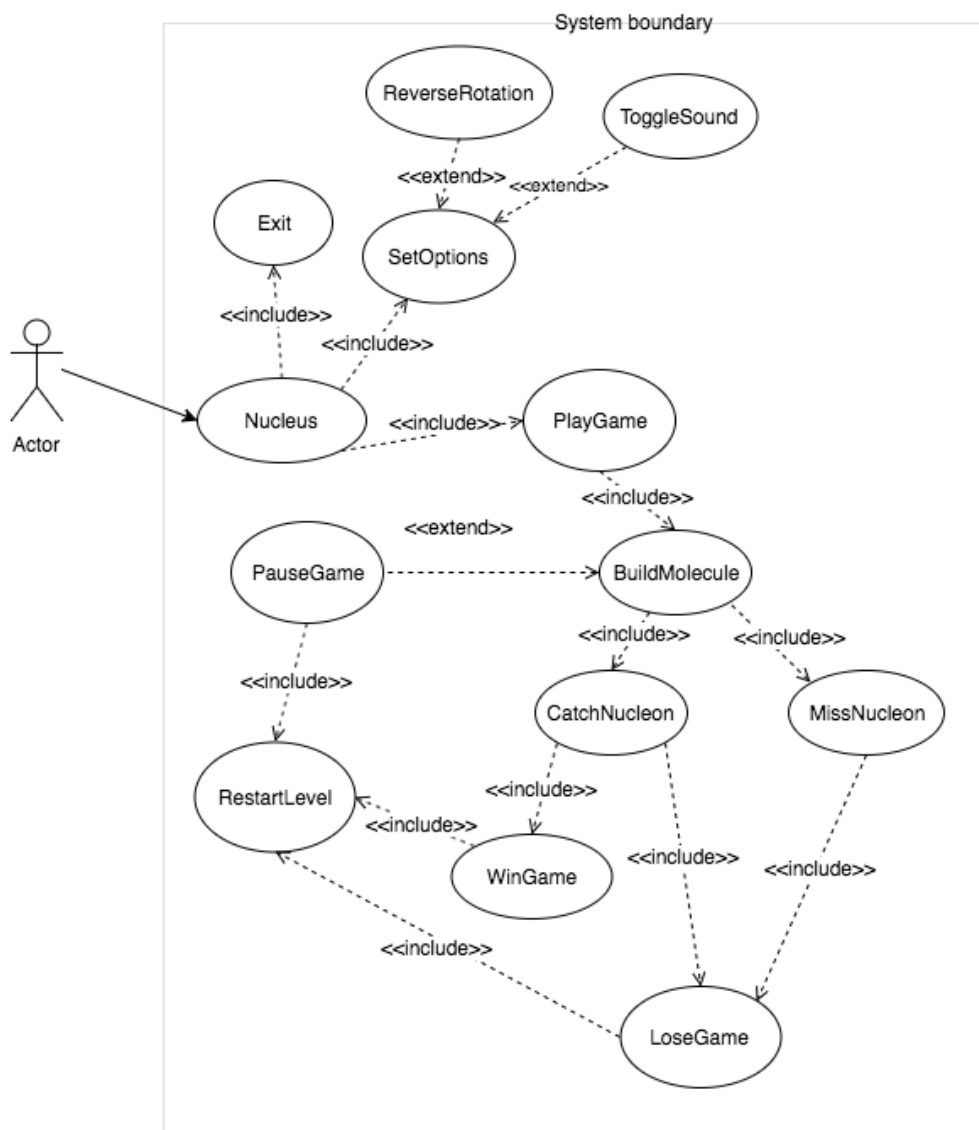 System boundary
ReverseRotation
ToggleSound
<<extend>>
<<extend>>
Exit
SetOptions
<<include>>
<<include>>
Actor
Nucleus
<<include>>
PlayGame
<<include>>
<<extend>>
PauseGame
BuildMolecule
<<include>>
<<include>>
<<include>>
CatchNucleon
MissNucleon
RestartLevel
<<include>>
<<include>>
WinGame
<<include>>
<<include>>
<<include>>
LoseGame